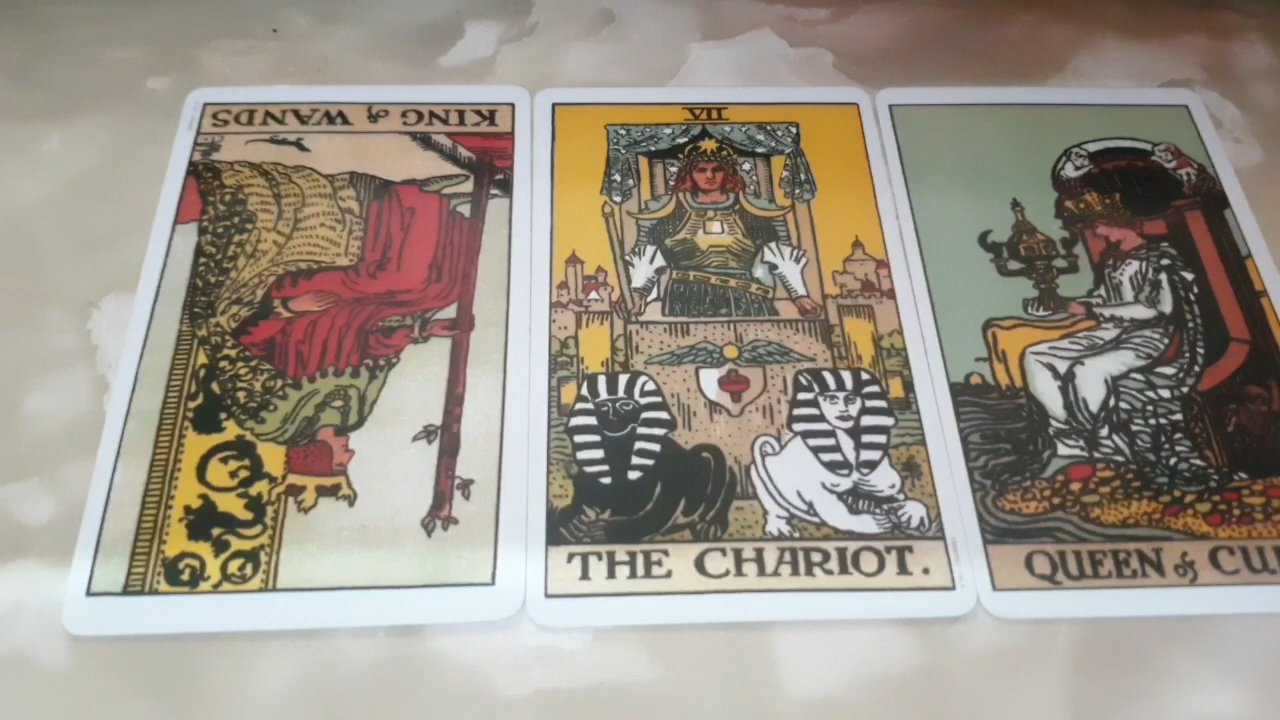 KING of WANDS
VII
THE CHARIOT.
QUEEN of CU